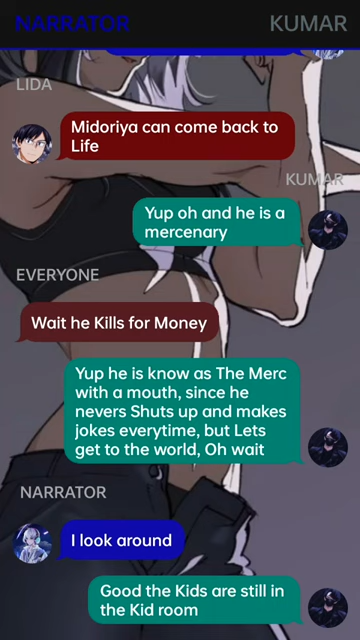 NARRATOR
KUMAR
LIDA
Midoriya can come back to
Life
KUMAR
Yup oh and he is a
mercenary
EVERYONE
Wait he Kills for Money
Yup he is know as The Merc
with a mouth, since he
nevers Shuts up and makes
jokes everytime, but Lets
get to the world, Oh wait
NARRATOR
I look around
Good the Kids are still in
the Kid room